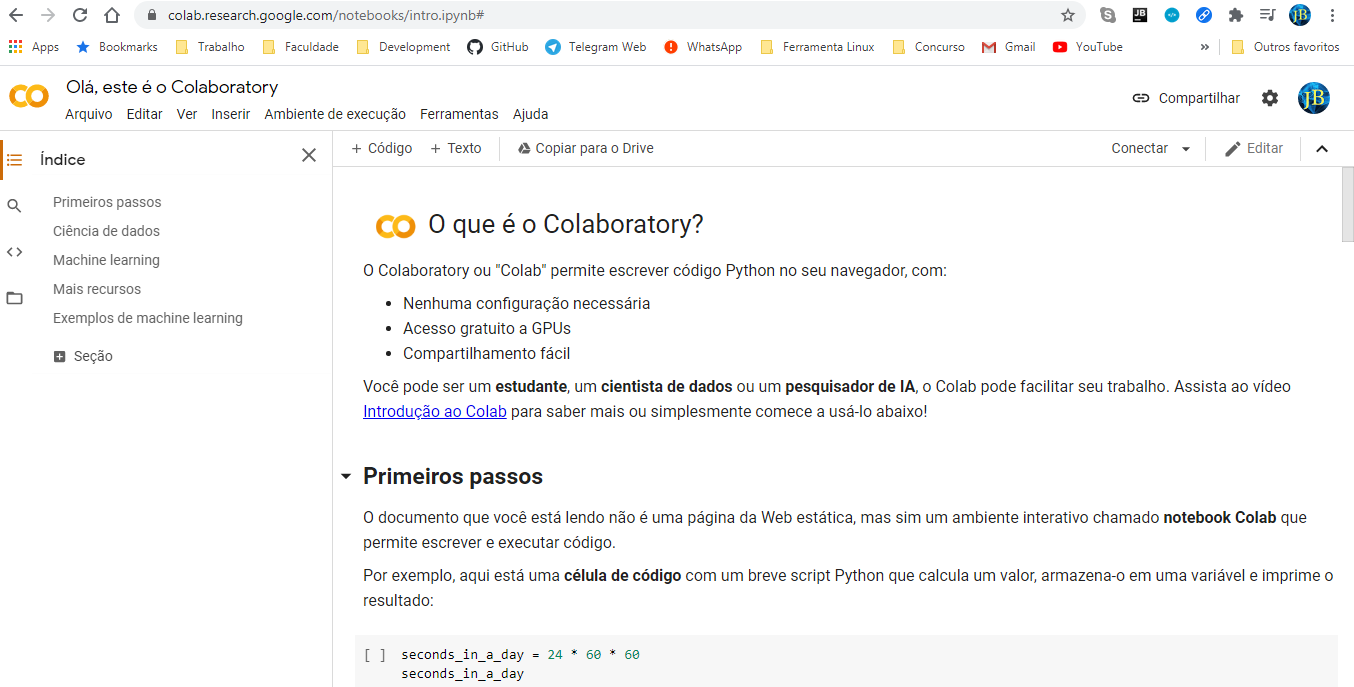 colab.research.google.com/notebooks/intro.ipynb#
JB
JB
Apps
Bookmarks
Trabalho
Faculdade
Development
GitHub
Telegram Web
WhatsApp
Ferramenta Linux
Concurso
Gmail
YouTube
»
Outros favoritos
Olá, este é o Colaboratory
Arquivo Editar Ver Inserir Ambiente de execução Ferramentas Ajuda
Compartilhar
JB
Índice
Primeiros passos
Ciência de dados
Machine learning
Mais recursos
Exemplos de machine learning
Seção
+ Código + Texto Copiar para o Drive
Conectar
Editar
O que é o Colaboratory?
O Colaboratory ou "Colab" permite escrever código Python no seu navegador, com:
• Nenhuma configuração necessária
• Acesso gratuito a GPUs
• Compartilhamento fácil
Você pode ser um estudante, um cientista de dados ou um pesquisador de IA, o Colab pode facilitar seu trabalho. Assista ao vídeo
Introdução ao Colab para saber mais ou simplesmente comece a usá-lo abaixo!
Primeiros passos
O documento que você está lendo não é uma página da Web estática, mas sim um ambiente interativo chamado notebook Colab que
permite escrever e executar código.
Por exemplo, aqui está uma célula de código com um breve script Python que calcula um valor, armazena-o em uma variável e imprime o
resultado:
[ ] seconds_in_a_day = 24 * 60 * 60
seconds_in_a_day